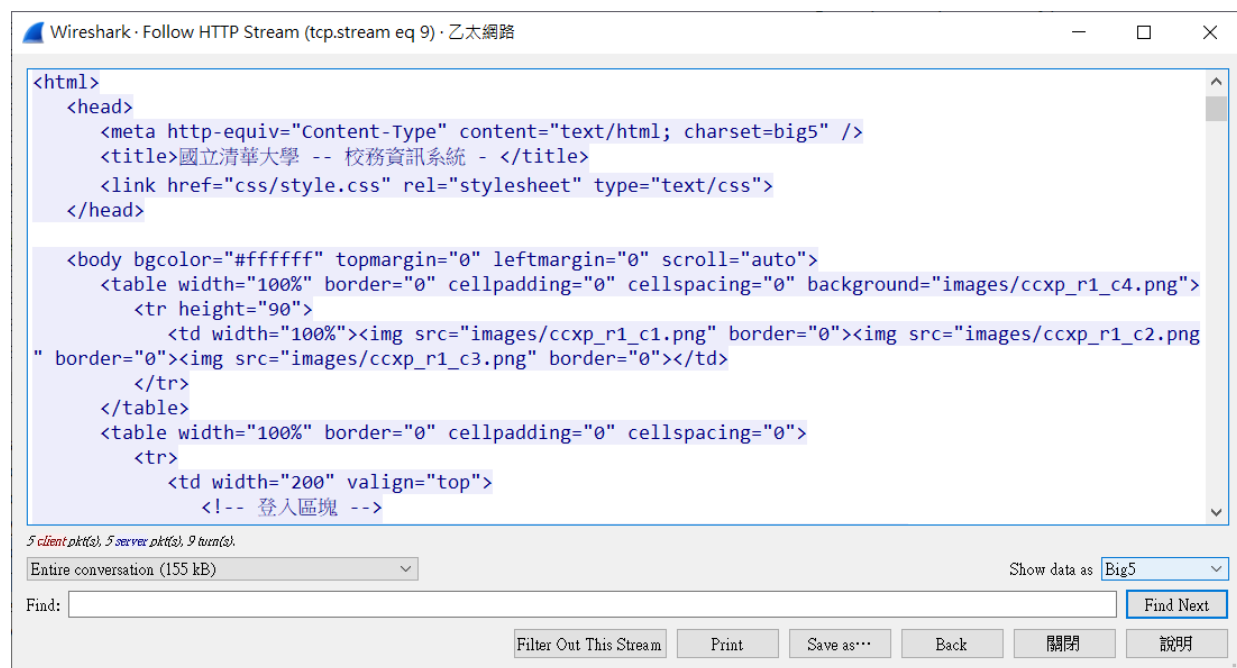 Wireshark · Follow HTTP Stream (tcp.stream eq 9) · 乙太網路
<html>
<head>
<meta http-equiv="Content-Type" content="text/html; charset=big5" />
<title>國立清華大學 -- 校務資訊系統 - </title>
<link href="css/style.css" rel="stylesheet" type="text/css">
</head>
<body bgcolor="#ffffff" topmargin="0" leftmargin="0" scroll="auto">
<table width="100%" border="0" cellpadding="0" cellspacing="0" background="images/ccxp_r1_c4.png">
<tr height="90">
<td width="100%"><img src="images/ccxp_r1_c1.png" border="0"><img src="images/ccxp_r1_c2.png
" border="0"><img src="images/ccxp_r1_c3.png" border="0"></td>
</tr>
</table>
<table width="100%" border="0" cellpadding="0" cellspacing="0">
<tr>
<td width="200" valign="top">
<!-- 登入區塊 -->
5 client pkt(s), 5 server pkt(s), 9 turn(s).
Entire conversation (155 kB) Show data as Big5
Find: Find Next
Filter Out This Stream Print Save as… Back 關閉 說明